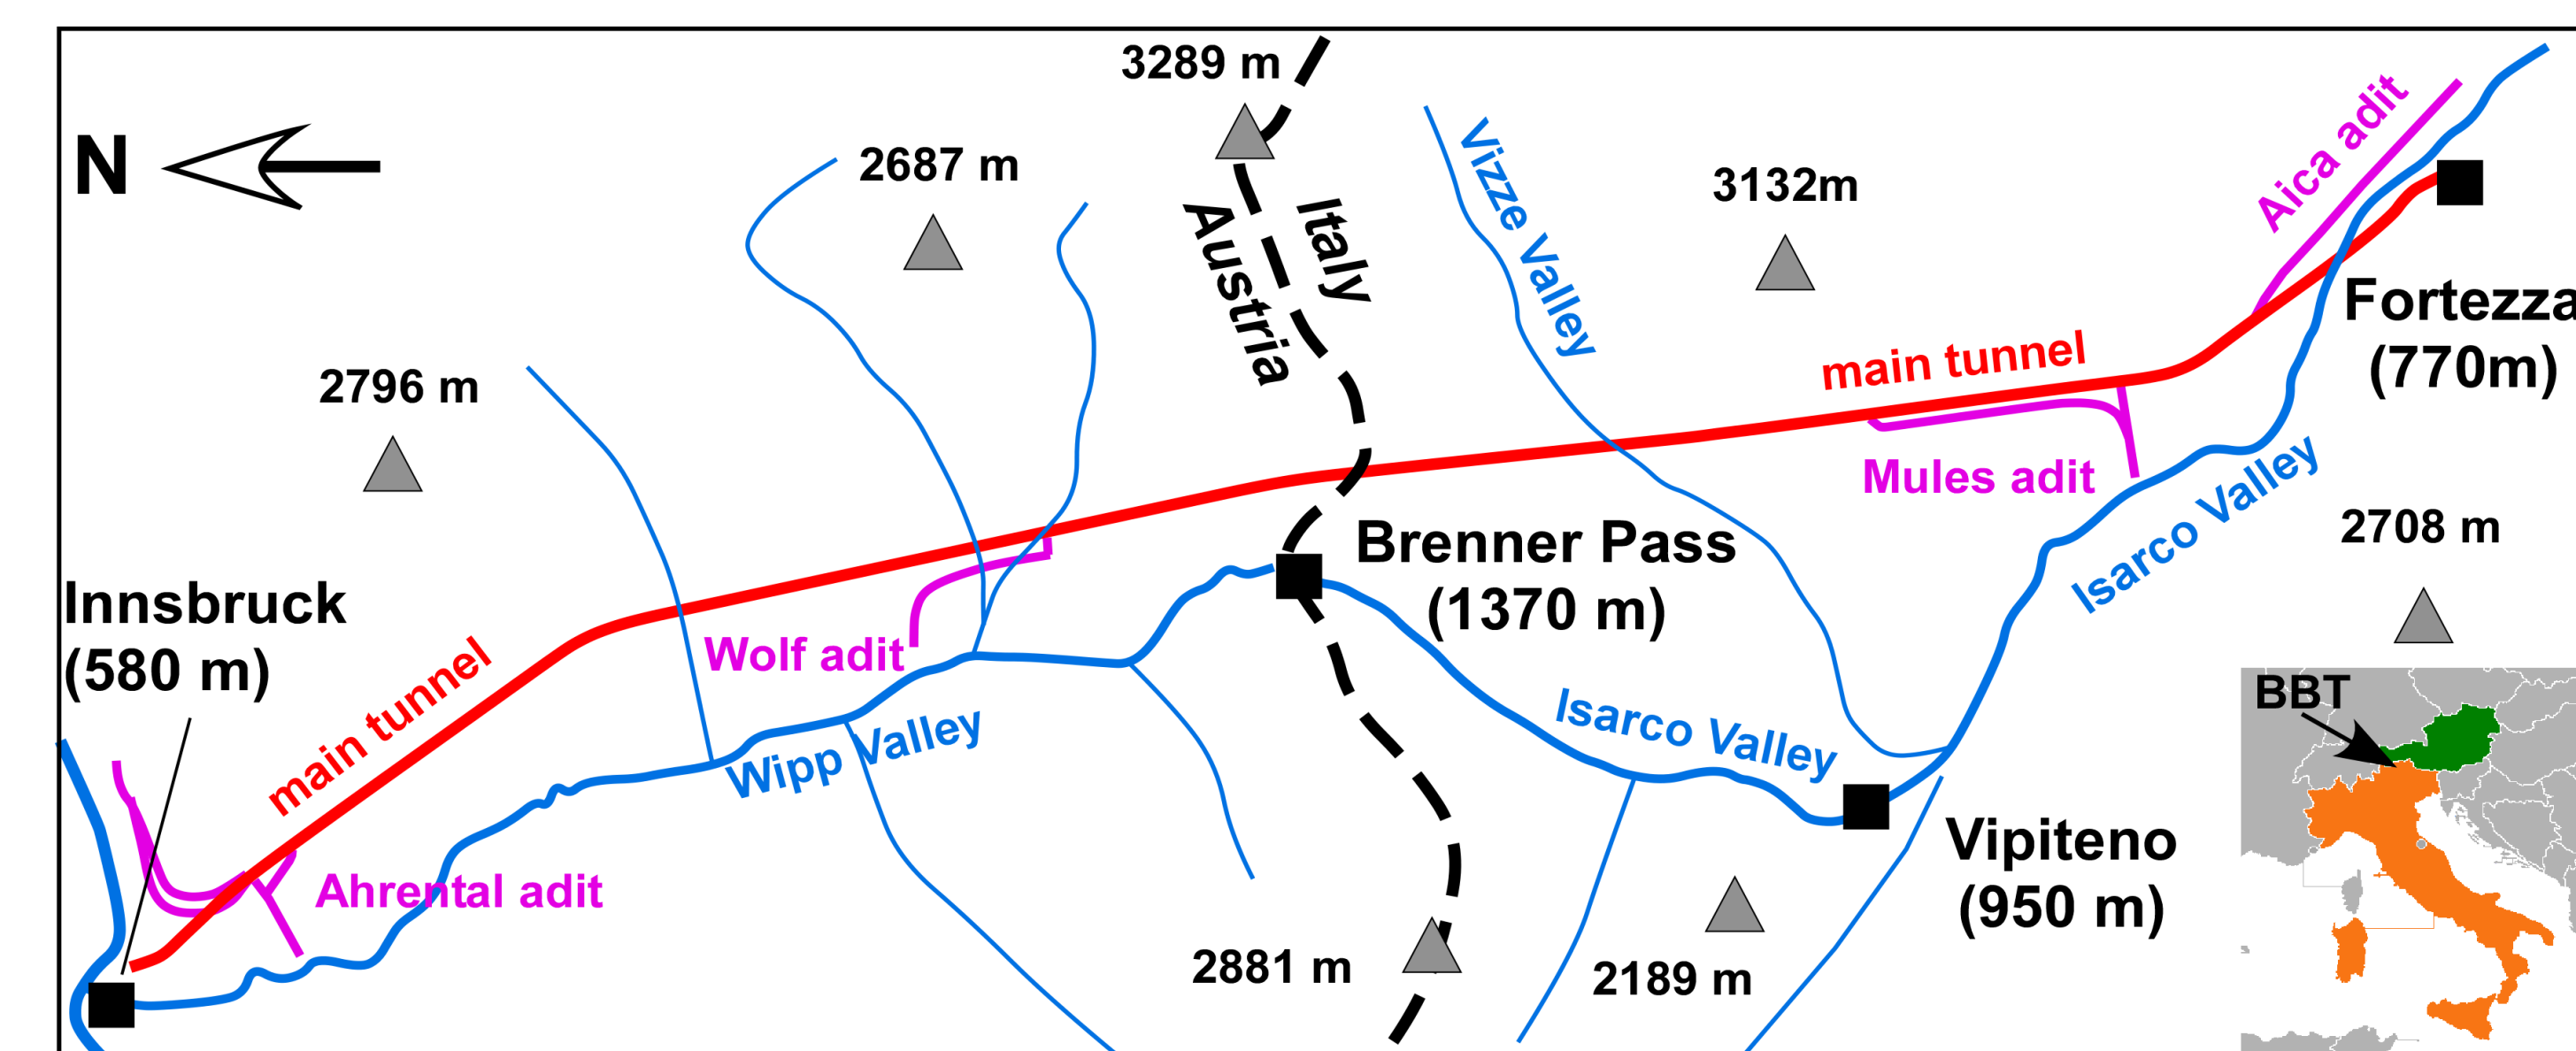 3289 m
N
2687 m
Italy
Austria
Vizze Valley
3132m
Aica adit
Fortezza
(770m)
2796 m
main tunnel
Mules adit
Isarco Valley
2708 m
Brenner Pass
(1370 m)
Innsbruck
(580 m)
Wolf adit
main tunnel
Wipp Valley
Isarco Valley
BBT
Vipiteno
(950 m)
Ahrental adit
2881 m
2189 m